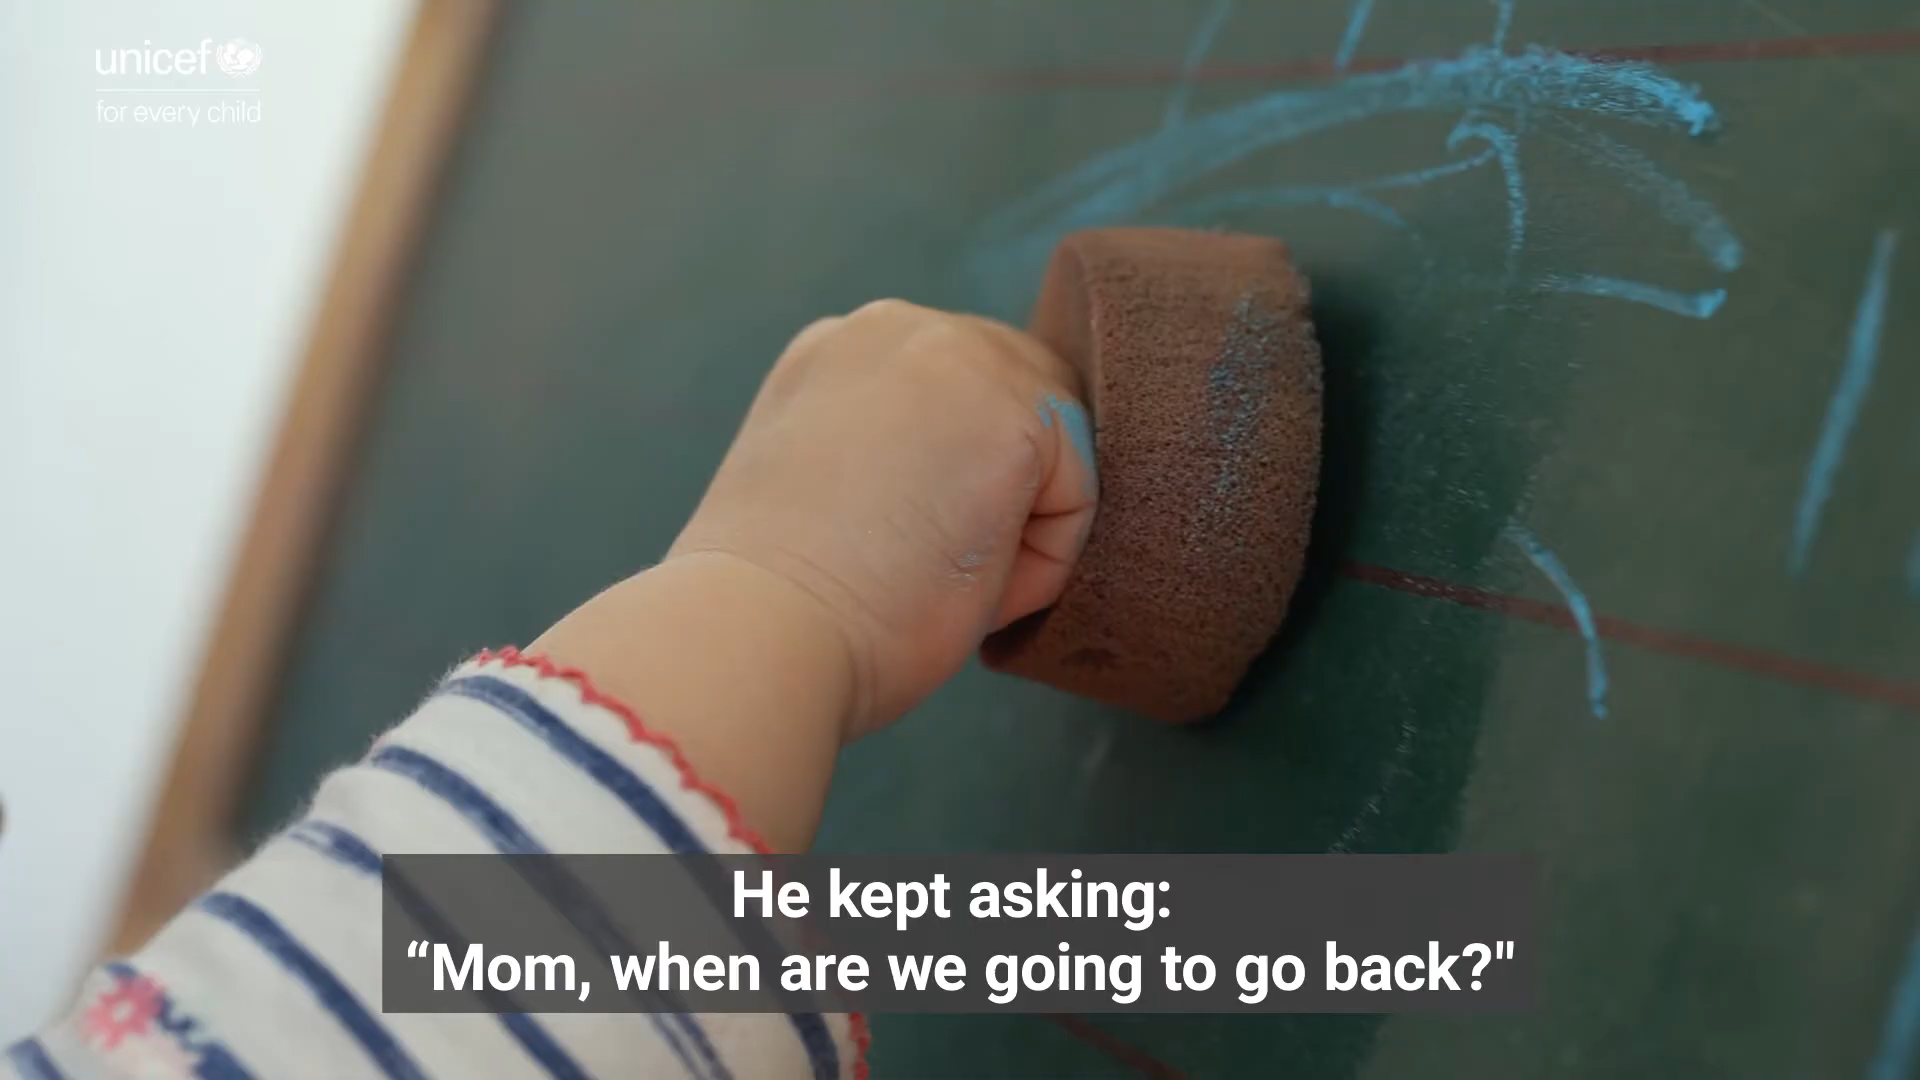 unicef
for every child
He kept asking:
“Mom, when are we going to go back?"